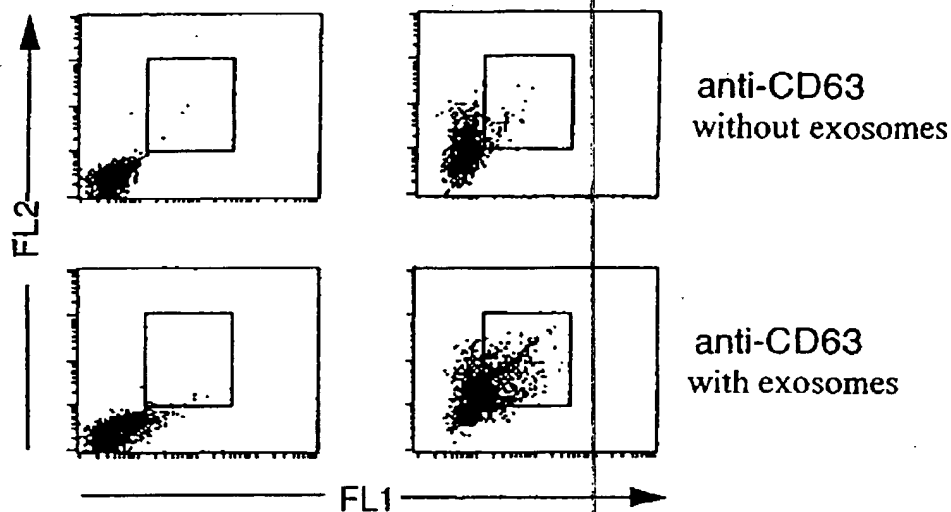 FL2
anti-CD63
without exosomes
anti-CD63
with exosomes
FL1